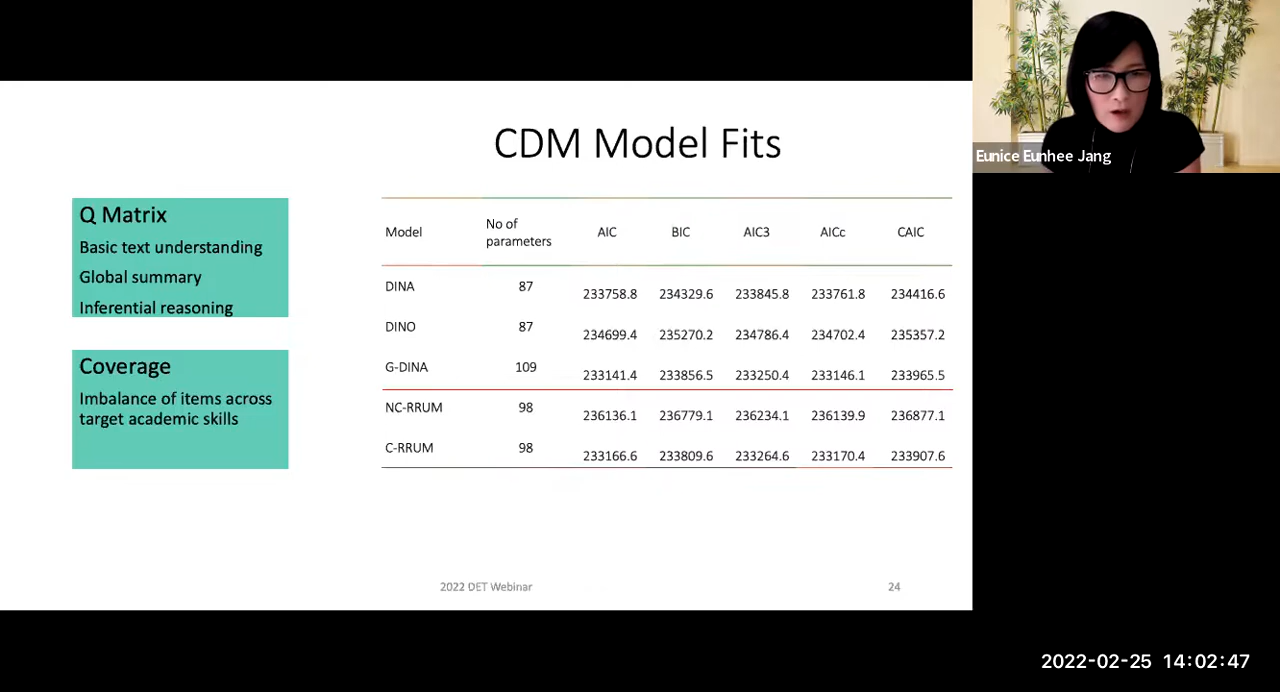 CDM Model Fits
Q Matrix
Basic text understanding
Global summary
Inferential reasoning
Coverage
Imbalance of items across
target academic skills
Model No of parameters AIC BIC AIC3 AICc CAIC
DINA 87 233758.8 234329.6 233845.8 233761.8 234416.6
DINO 87 234699.4 235270.2 234786.4 234702.4 235357.2
G-DINA 109 233141.4 233856.5 233250.4 233146.1 233965.5
NC-RRUM 98 236136.1 236779.1 236234.1 236139.9 236877.1
C-RRUM 98 233166.6 233809.6 233264.6 233170.4 233907.6
2022 DET Webinar 24
Eunice Eunhee Jang
2022-02-25 14:02:47